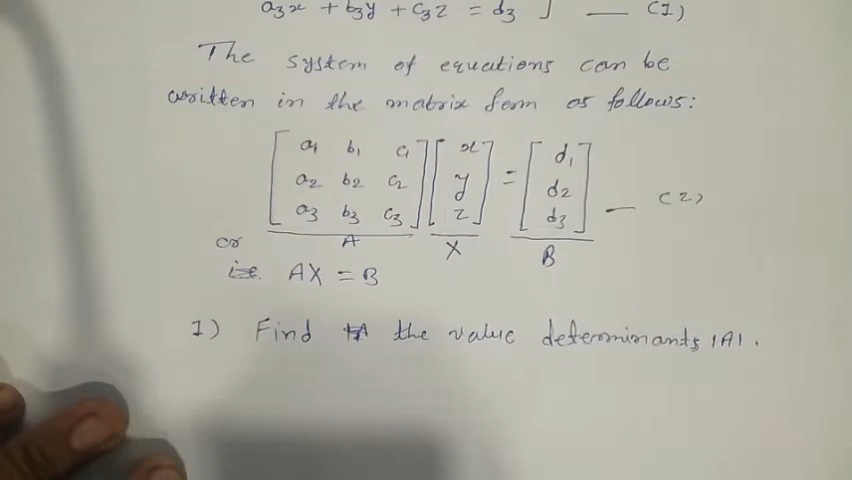 a3x + b3y + c3z = d3 ] — (1)
The system of equations can be
written in the matrix form as follows:
[ a1 b1 c1 ] [ x ] = [ d1 ]
[ a2 b2 c2 ] [ y ] [ d2 ] — (2)
[ a3 b3 c3 ] [ z ] [ d3 ]
A X B
or
AX = B
1) Find the value determinants |A|.